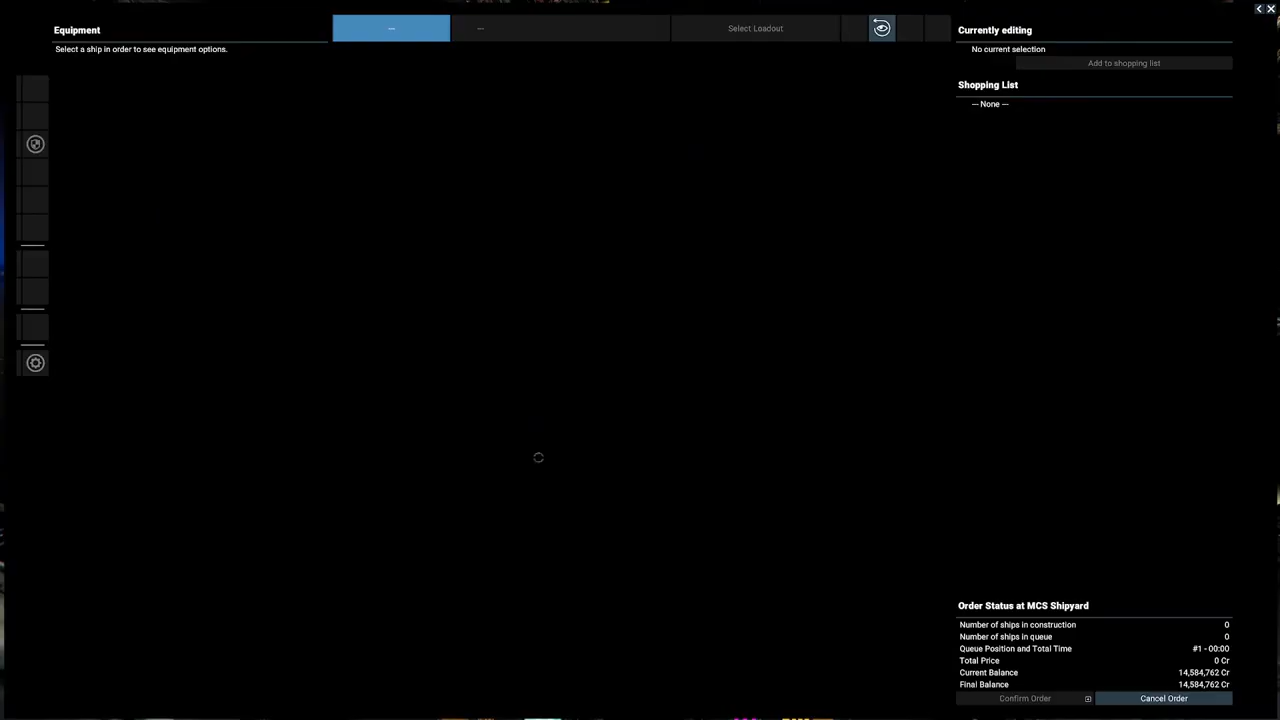 Equipment
Select a ship in order to see equipment options.
—
—
Select Loadout
Currently editing
No current selection
Add to shopping list
Shopping List
--- None ---
Order Status at MCS Shipyard
Number of ships in construction 0
Number of ships in queue 0
Queue Position and Total Time #1 - 00:00
Total Price 0 Cr
Current Balance 14,584,762 Cr
Final Balance 14,584,762 Cr
Confirm Order
Cancel Order